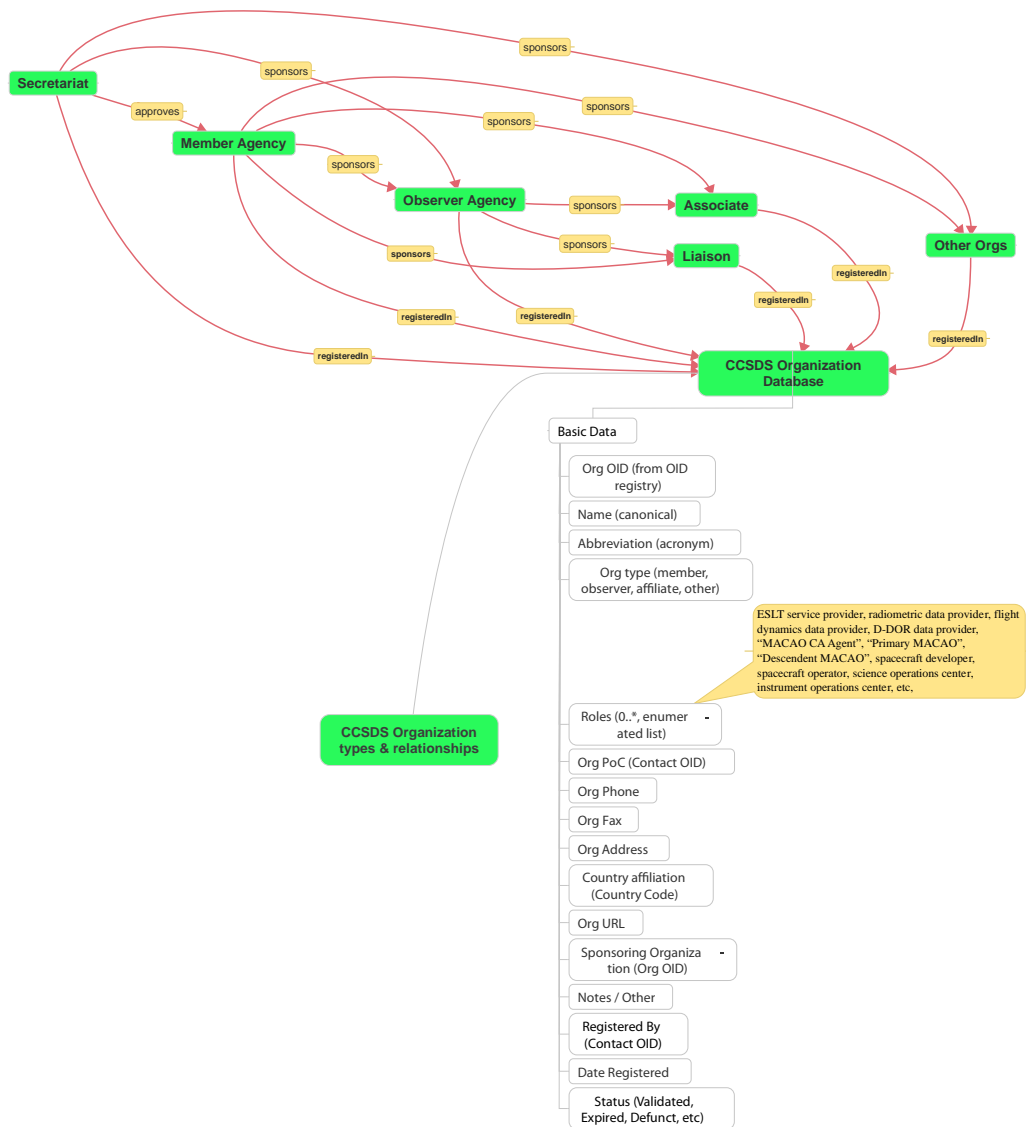 sponsors
sponsors
Secretariat
sponsors
approves
sponsors
Member Agency
sponsors
Observer Agency
sponsors
Associate
sponsors
Other Orgs
sponsors
Liaison
registeredIn
registeredIn
registeredIn
registeredIn
registeredIn
registeredIn
CCSDS Organization
Database
Basic Data
Org OID (from OID
registry)
Name (canonical)
Abbreviation (acronym)
Org type (member,
observer, affiliate, other)
ESLT service provider, radiometric data provider, flight
dynamics data provider, D-DOR data provider,
“MACAO CA Agent”, “Primary MACAO”,
“Descendent MACAO”, spacecraft developer,
spacecraft operator, science operations center,
instrument operations center, etc,
Roles (0..*, enumer -
ated list)
CCSDS Organization
types & relationships
Org PoC (Contact OID)
Org Phone
Org Fax
Org Address
Country affiliation
(Country Code)
Org URL
Sponsoring Organiza -
tion (Org OID)
Notes / Other
Registered By
(Contact OID)
Date Registered
Status (Validated,
Expired, Defunct, etc)